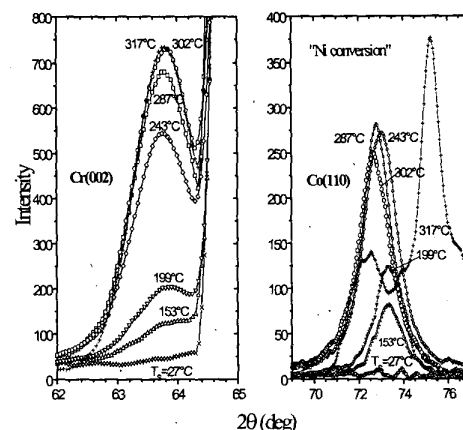 800
700
600
500
400
300
200
100
0
Intensity
317°C
302°C
287°C
243°C
Cr(002)
199°C
153°C
Tₛ=27°C
62
63
64
65
400
350
300
250
200
150
100
50
0
"Ni conversion"
287°C
243°C
Co(110)
302°C
317°C
199°C
153°C
Tₛ=27°C
70
72
74
76
2θ (deg)